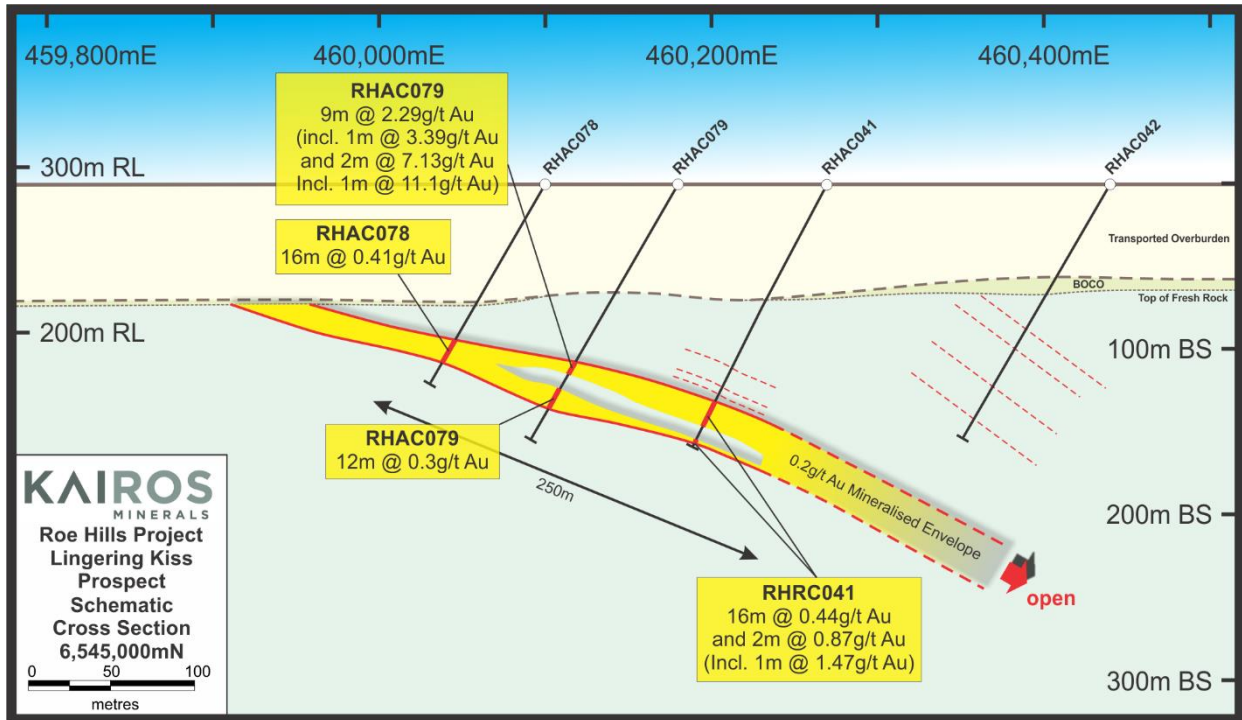 459,800mE
460,000mE
460,200mE
460,400mE
RHAC079
9m @ 2.29g/t Au
(incl. 1m @ 3.39g/t Au
and 2m @ 7.13g/t Au
Incl. 1m @ 11.1g/t Au)
RHAC078
RHAC079
RHAC041
RHAC042
300m RL
RHAC078
16m @ 0.41g/t Au
Transported Overburden
BOCO
Top of Fresh Rock
200m RL
100m BS
RHAC079
12m @ 0.3g/t Au
250m
0.2g/t Au Mineralised Envelope
200m BS
open
RHRC041
16m @ 0.44g/t Au
and 2m @ 0.87g/t Au
(Incl. 1m @ 1.47g/t Au)
300m BS
KAIROS
MINERALS
Roe Hills Project
Lingering Kiss
Prospect
Schematic
Cross Section
6,545,000mN
0 50 100
metres